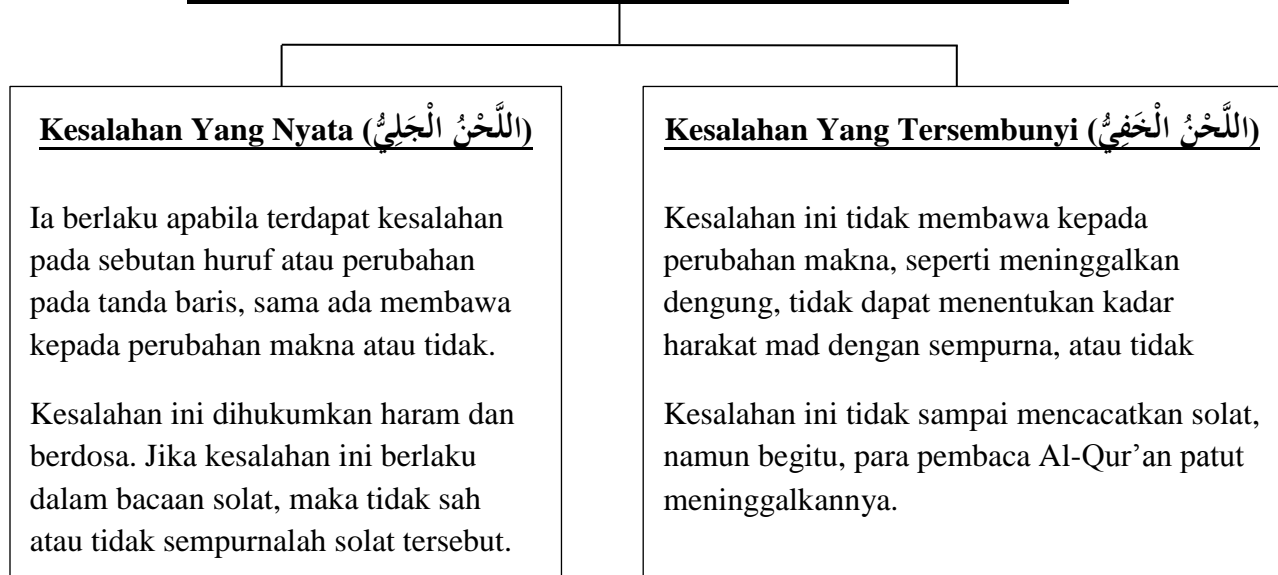 Kesalahan Yang Nyata (اللَّحْنُ الْجَلِيُّ)
Ia berlaku apabila terdapat kesalahan
pada sebutan huruf atau perubahan
pada tanda baris, sama ada membawa
kepada perubahan makna atau tidak.
Kesalahan ini dihukumkan haram dan
berdosa. Jika kesalahan ini berlaku
dalam bacaan solat, maka tidak sah
atau tidak sempurnalah solat tersebut.
Kesalahan Yang Tersembunyi (اللَّحْنُ الْخَفِيُّ)
Kesalahan ini tidak membawa kepada
perubahan makna, seperti meninggalkan
dengung, tidak dapat menentukan kadar
harakat mad dengan sempurna, atau tidak
Kesalahan ini tidak sampai mencacatkan solat,
namun begitu, para pembaca Al-Qur’an patut
meninggalkannya.